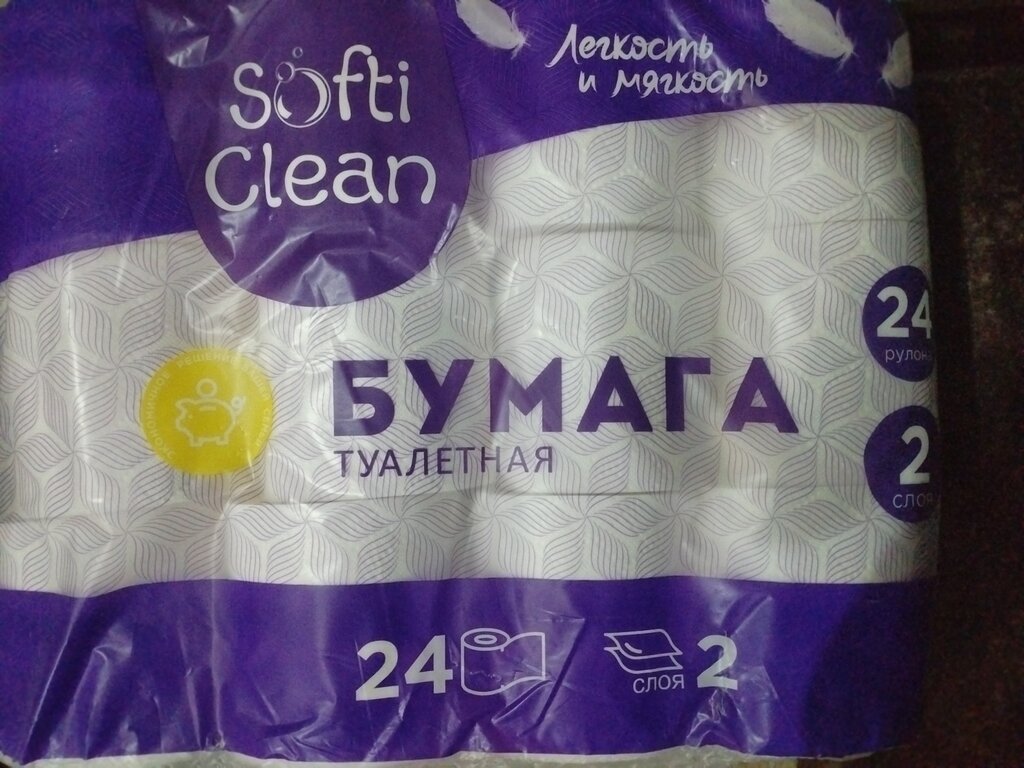 Softi
Clean
Легкость
и мягкость
24
рулона
БУМАГА
ТУАЛЕТНАЯ
2
слоя
24
слоя 2